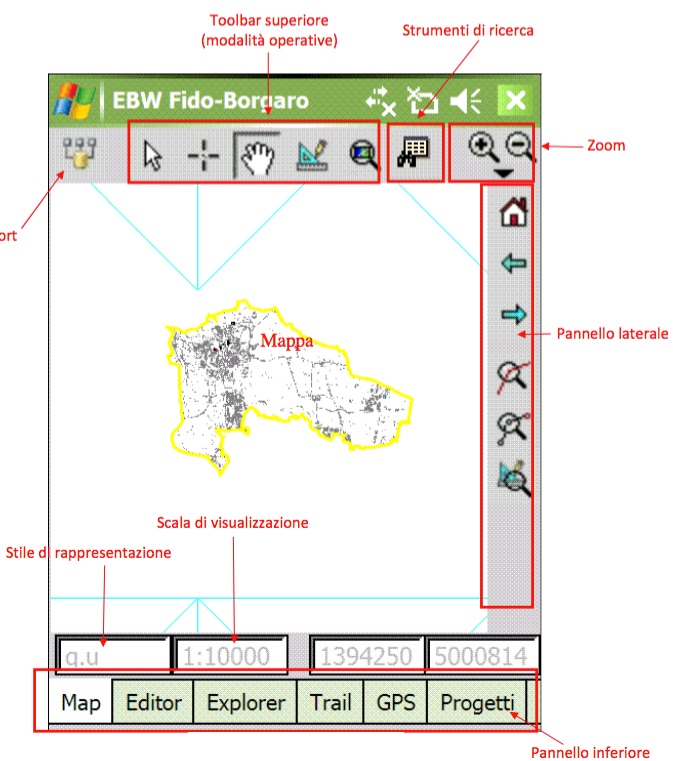 Toolbar superiore
(modalità operative)
Strumenti di ricerca
EBW Fido-Borgaro
Zoom
ort
Pannello laterale
Mappa
Scala di visualizzazione
Stile di rappresentazione
q.u
1:10000
1394250
5000814
Map
Editor
Explorer
Trail
GPS
Progetti
Pannello inferiore